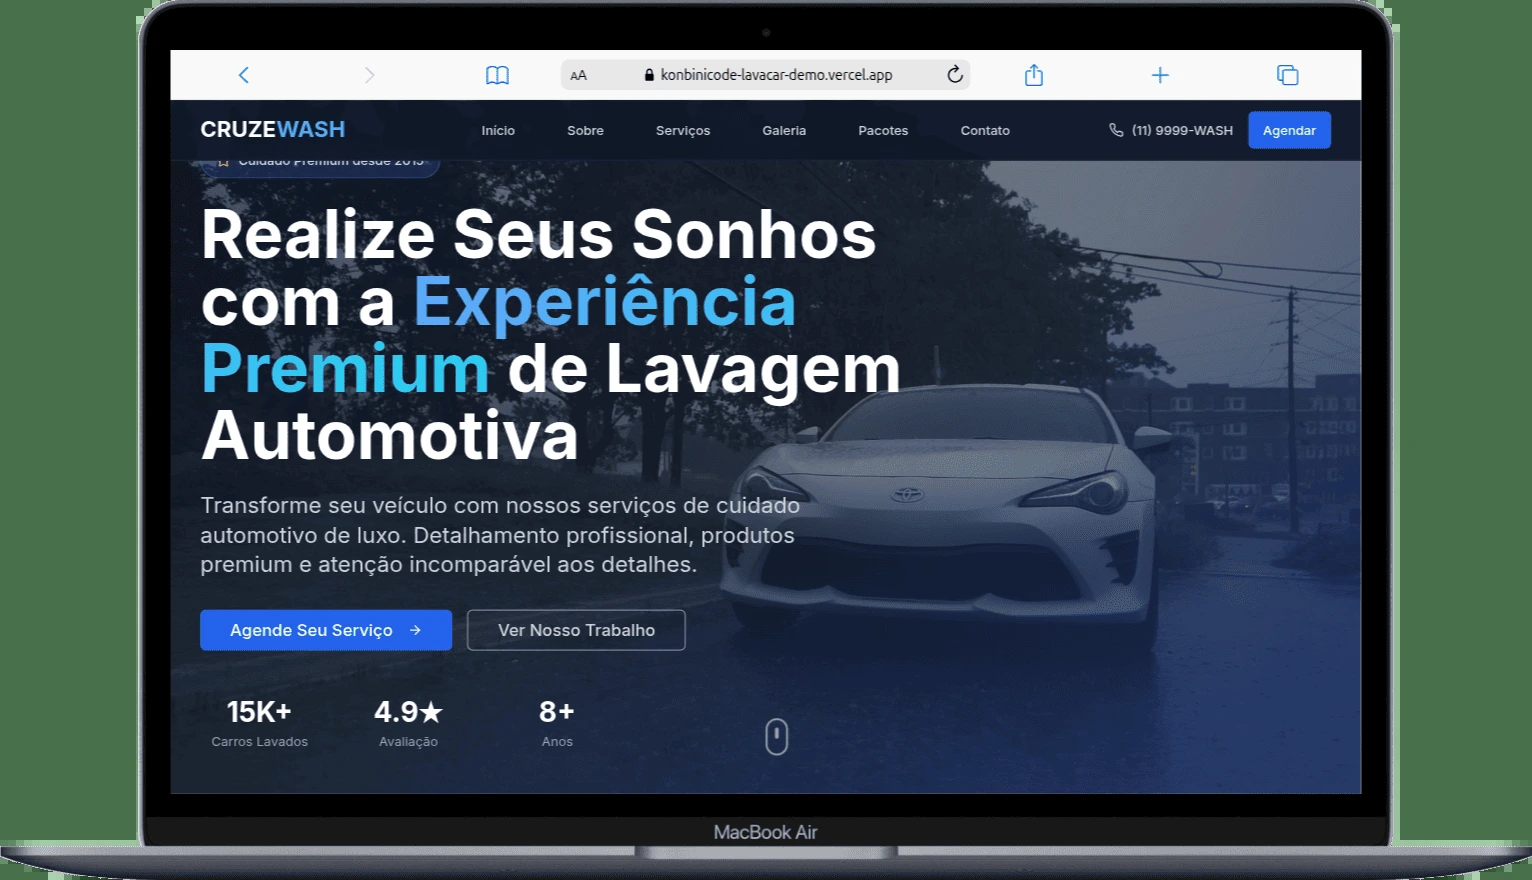 AA konbinicode-lavacar-demo.vercel.app
CRUZEWASH Início Sobre Serviços Galeria Pacotes Contato (11) 9999-WASH Agendar
Cuidado Premium desde 2015
Realize Seus Sonhos
com a Experiência
Premium de Lavagem
Automotiva
Transforme seu veículo com nossos serviços de cuidado
automotivo de luxo. Detalhamento profissional, produtos
premium e atenção incomparável aos detalhes.
Agende Seu Serviço → Ver Nosso Trabalho
15K+ 4.9★ 8+
Carros Lavados Avaliação Anos
MacBook Air